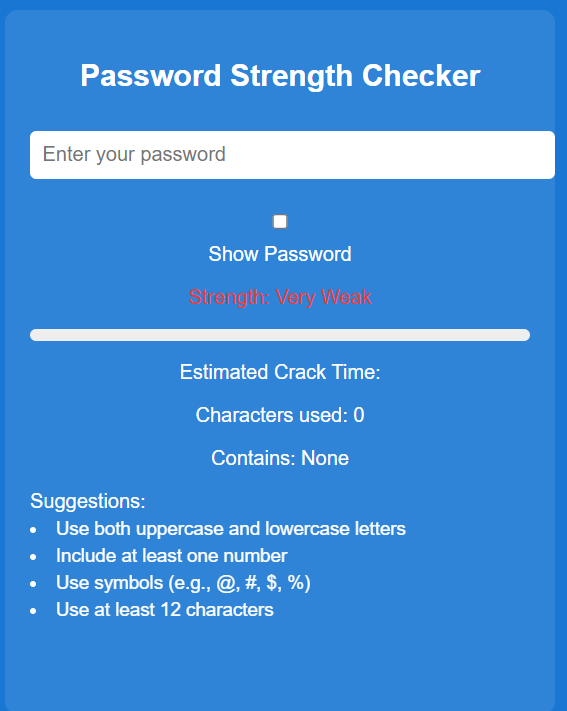 Password Strength Checker
Enter your password
Show Password
Strength: Very Weak
Estimated Crack Time:
Characters used: 0
Contains: None
Suggestions:
• Use both uppercase and lowercase letters
• Include at least one number
• Use symbols (e.g., @, #, $, %)
• Use at least 12 characters